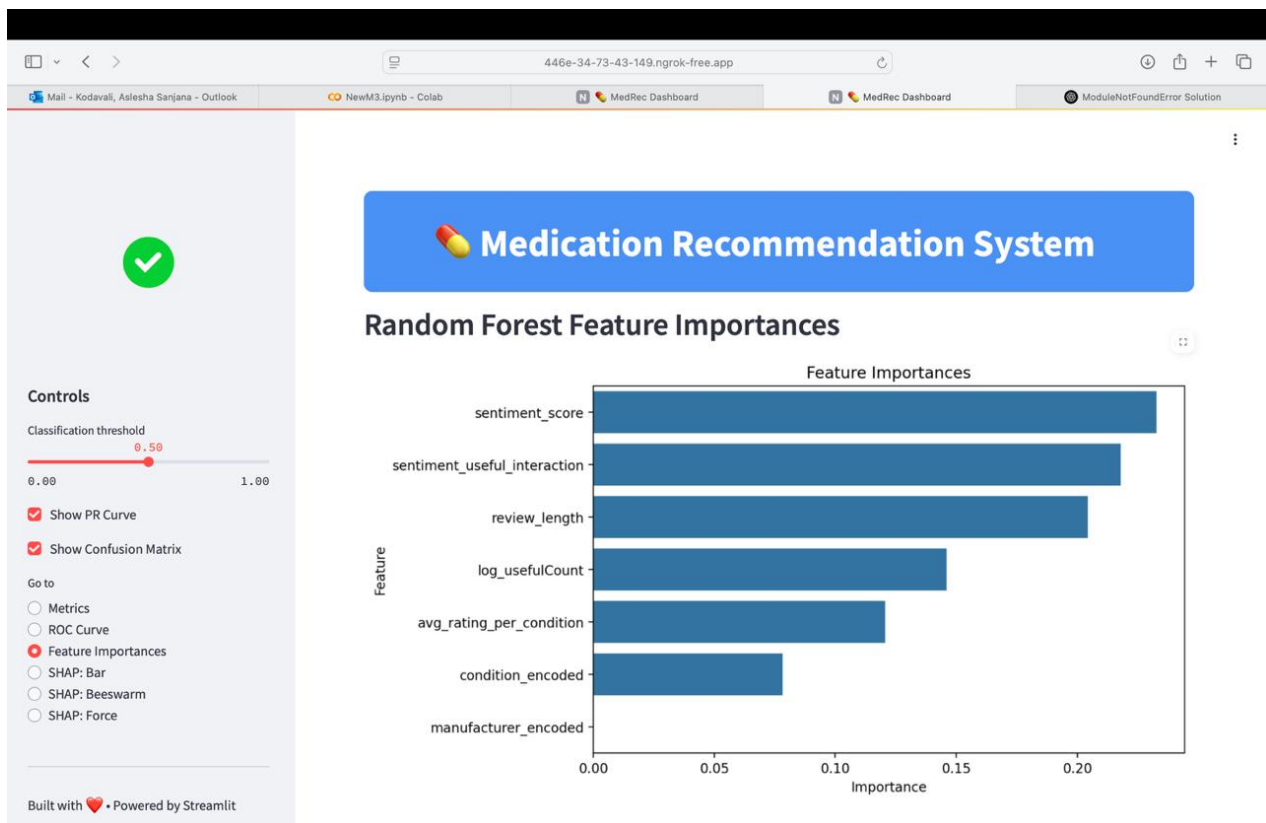 446e-34-73-43-149.ngrok-free.app
Mail - Kodavali, Aslesha Sanjana - Outlook
CO NewM3.ipynb - Colab
N MedRec Dashboard
N MedRec Dashboard
ModuleNotFoundError Solution
Controls
Classification threshold
0.50
0.00 1.00
Show PR Curve
Show Confusion Matrix
Go to
Metrics
ROC Curve
Feature Importances
SHAP: Bar
SHAP: Beeswarm
SHAP: Force
Built with ❤️ • Powered by Streamlit
💊 Medication Recommendation System
Random Forest Feature Importances
Feature Importances
Feature
sentiment_score
sentiment_useful_interaction
review_length
log_usefulCount
avg_rating_per_condition
condition_encoded
manufacturer_encoded
0.00 0.05 0.10 0.15 0.20
Importance